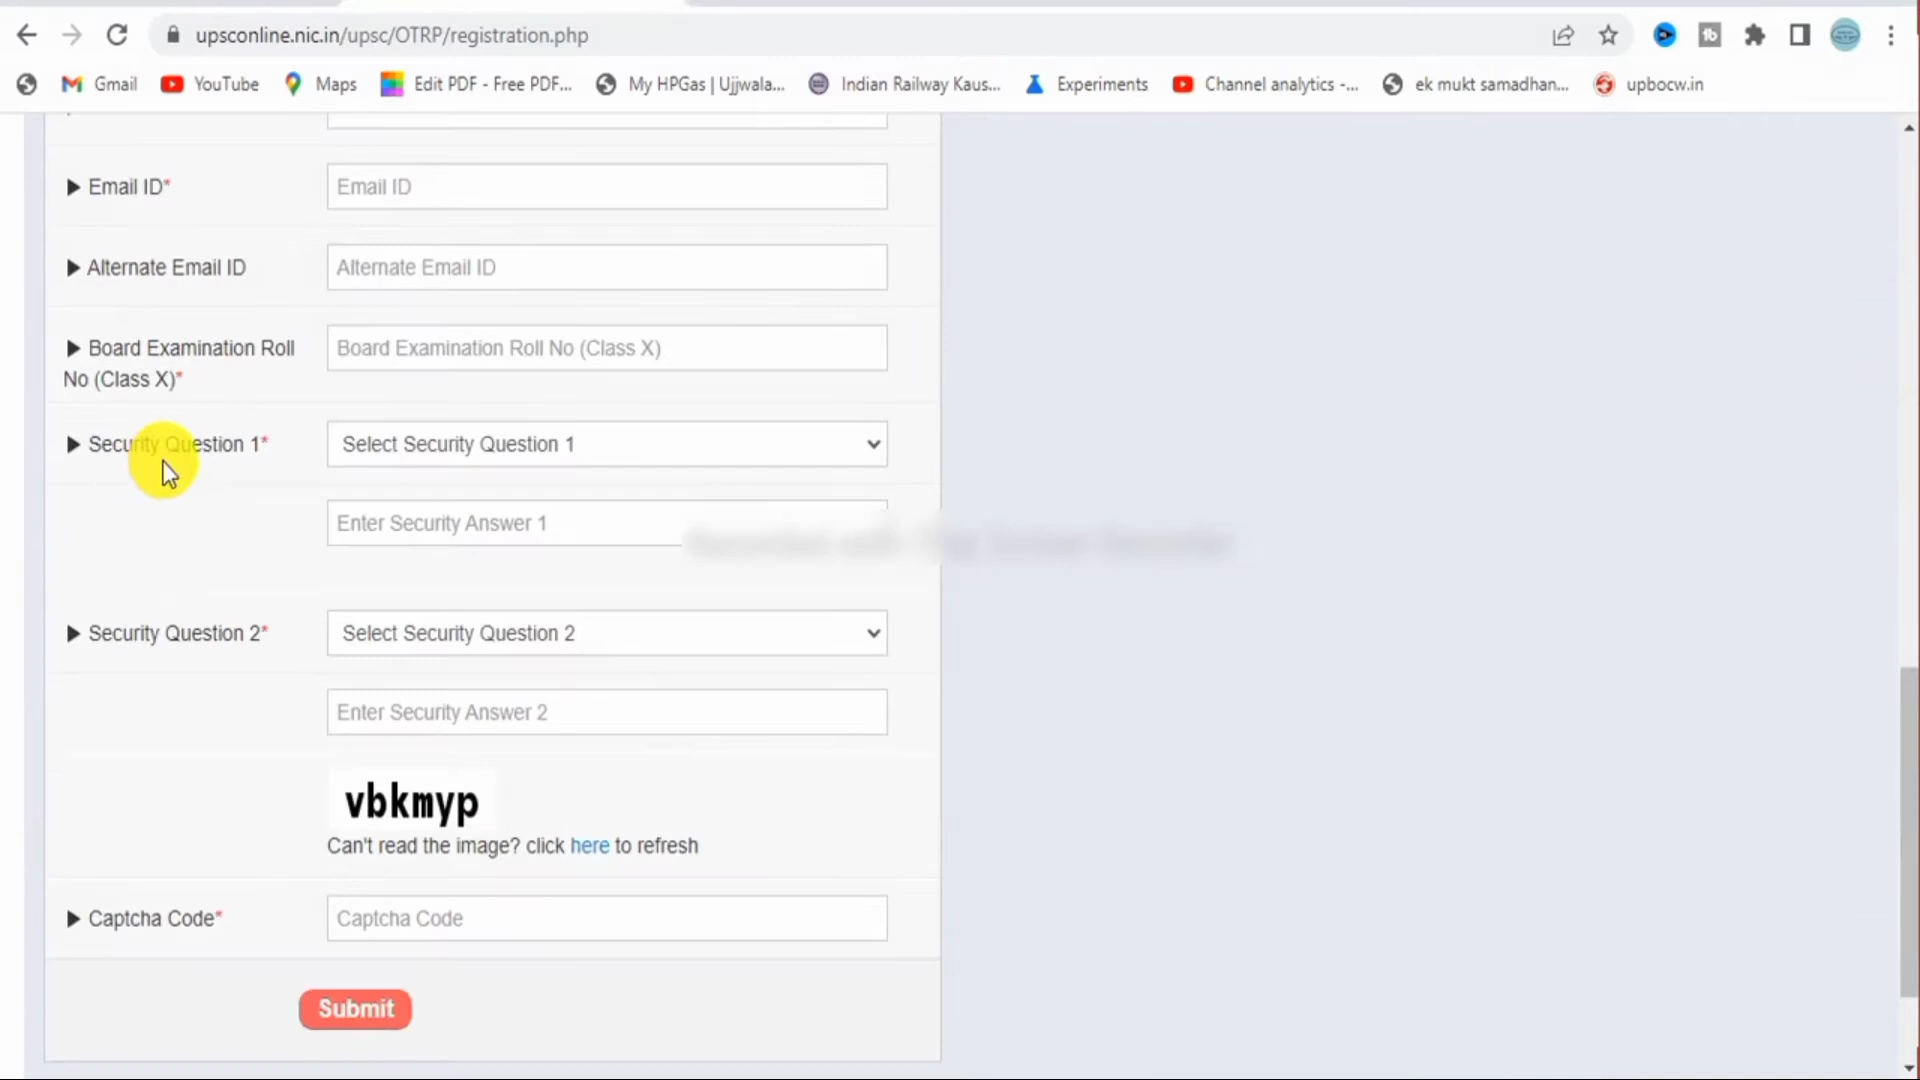 upsconline.nic.in/upsc/OTRP/registration.php
Gmail YouTube Maps Edit PDF - Free PDF... My HPGas | Ujjwala... Indian Railway Kaus... Experiments Channel analytics -... ek mukt samadhan... upbocw.in
Email ID* Email ID
Alternate Email ID Alternate Email ID
Board Examination Roll No (Class X)* Board Examination Roll No (Class X)
Security Question 1* Select Security Question 1
Enter Security Answer 1
Security Question 2* Select Security Question 2
Enter Security Answer 2
vbkmyp
Can't read the image? click here to refresh
Captcha Code* Captcha Code
Submit